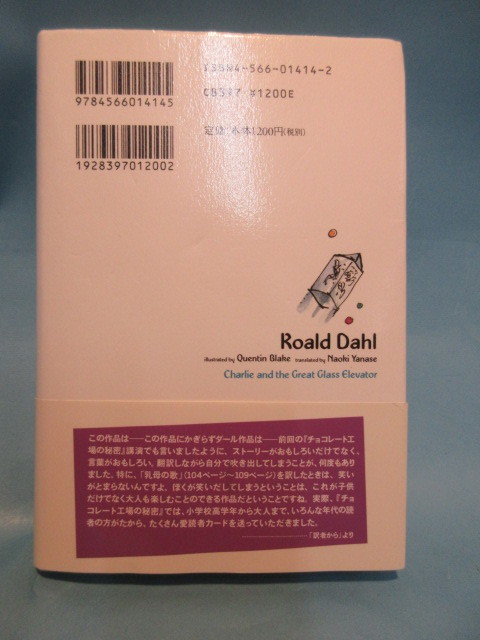 ISBN4-566-01414-2
9784566014145
C8397 ¥1200E
定価：本体1200円(税別)
1928397012002
Roald Dahl
illustrated by Quentin Blake translated by Naoki Yanase
Charlie and the Great Glass Elevator
この作品は——この作品にかぎらずダール作品は——前回の『チョコレート工
場の秘密』講演でも言いましたように、ストーリーがおもしろいだけでなく、
言葉がおもしろい。翻訳しながら自分で吹き出してしまうことが、何度もあり
ました。特に、「乳母の歌」(104ページ～109ページ)を訳したときは、笑い
がとまらないんですよ。ぼくが笑いだしてしまうということは、これが子供
だけでなく大人も楽しむことのできる作品だということですね。実際、『チョ
コレート工場の秘密』では、小学校高学年から大人まで、いろんな年代の読
者の方がたから、たくさん愛読者カードを送っていただきました。
——「訳者から」より